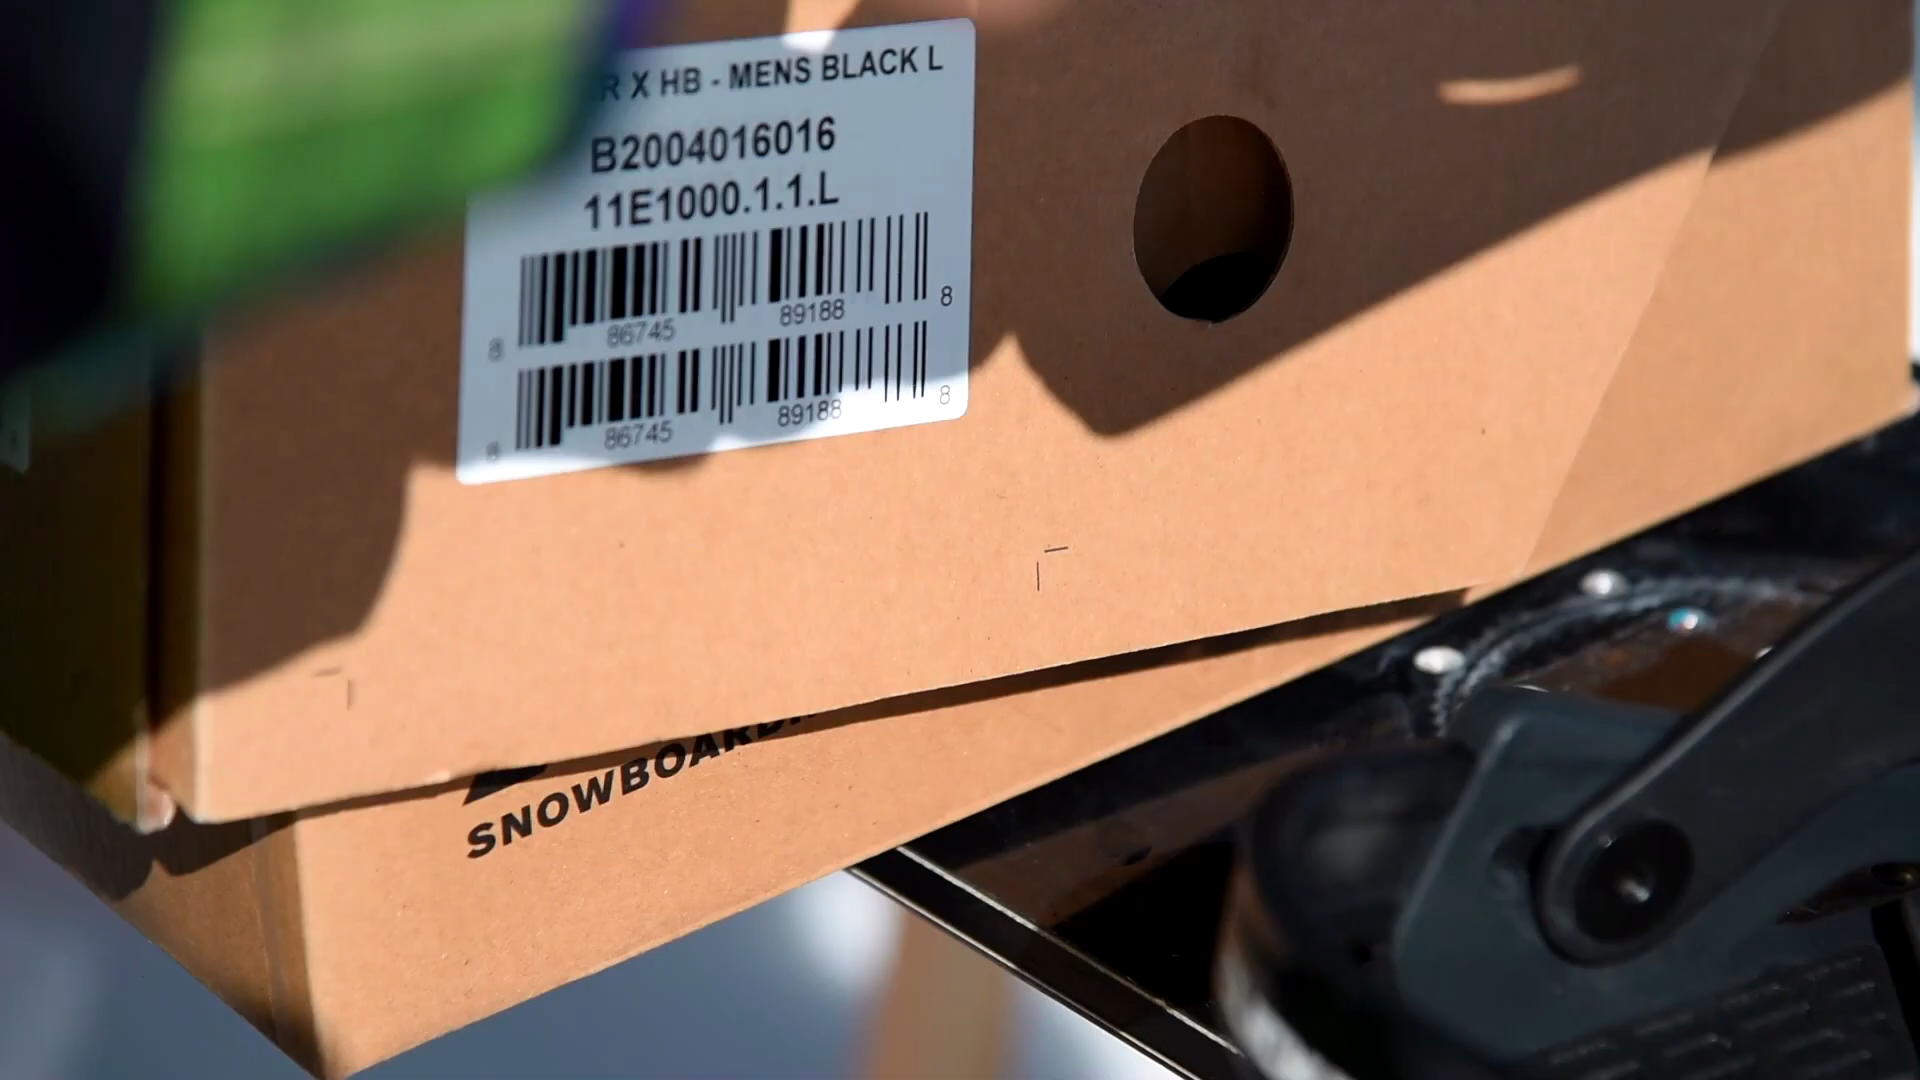 R X HB - MENS BLACK L
B2004016016
11E1000.1.1.L
8 86745 89188 8
8 86745 89188 8
SNOWBOARD